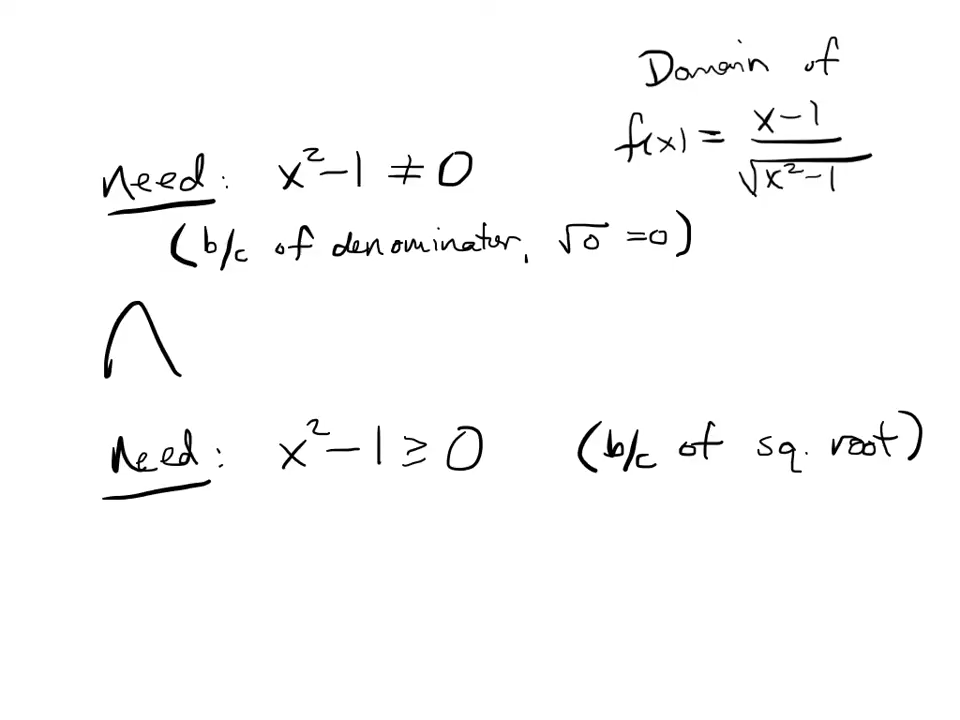 Domain of
f(x) = x-1 / √x²-1
need: x²-1 ≠ 0
(b/c of denominator, √0 = 0)
∩
need: x²-1 ≥ 0 (b/c of sq. root)